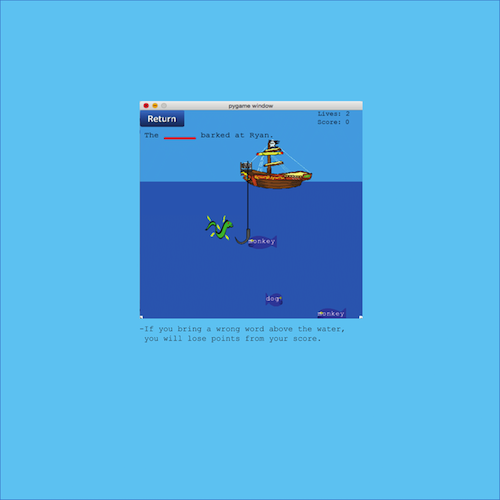 pygame window
Return
Lives: 2
Score: 0
The _____ barked at Ryan.
monkey
dog
monkey
-If you bring a wrong word above the water,
you will lose points from your score.